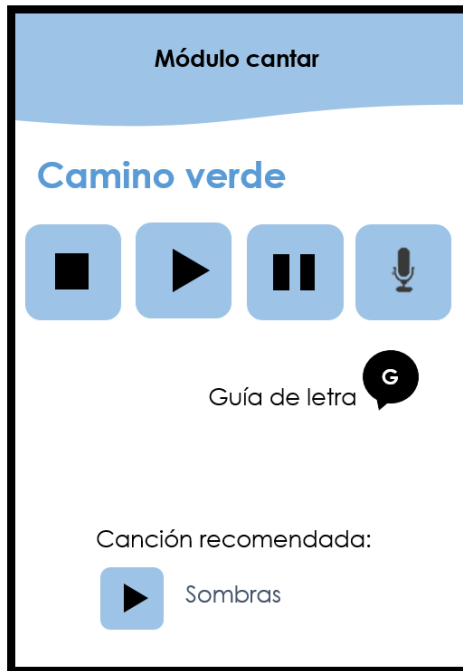 Módulo cantar
Camino verde
G
Guía de letra
Canción recomendada:
Sombras